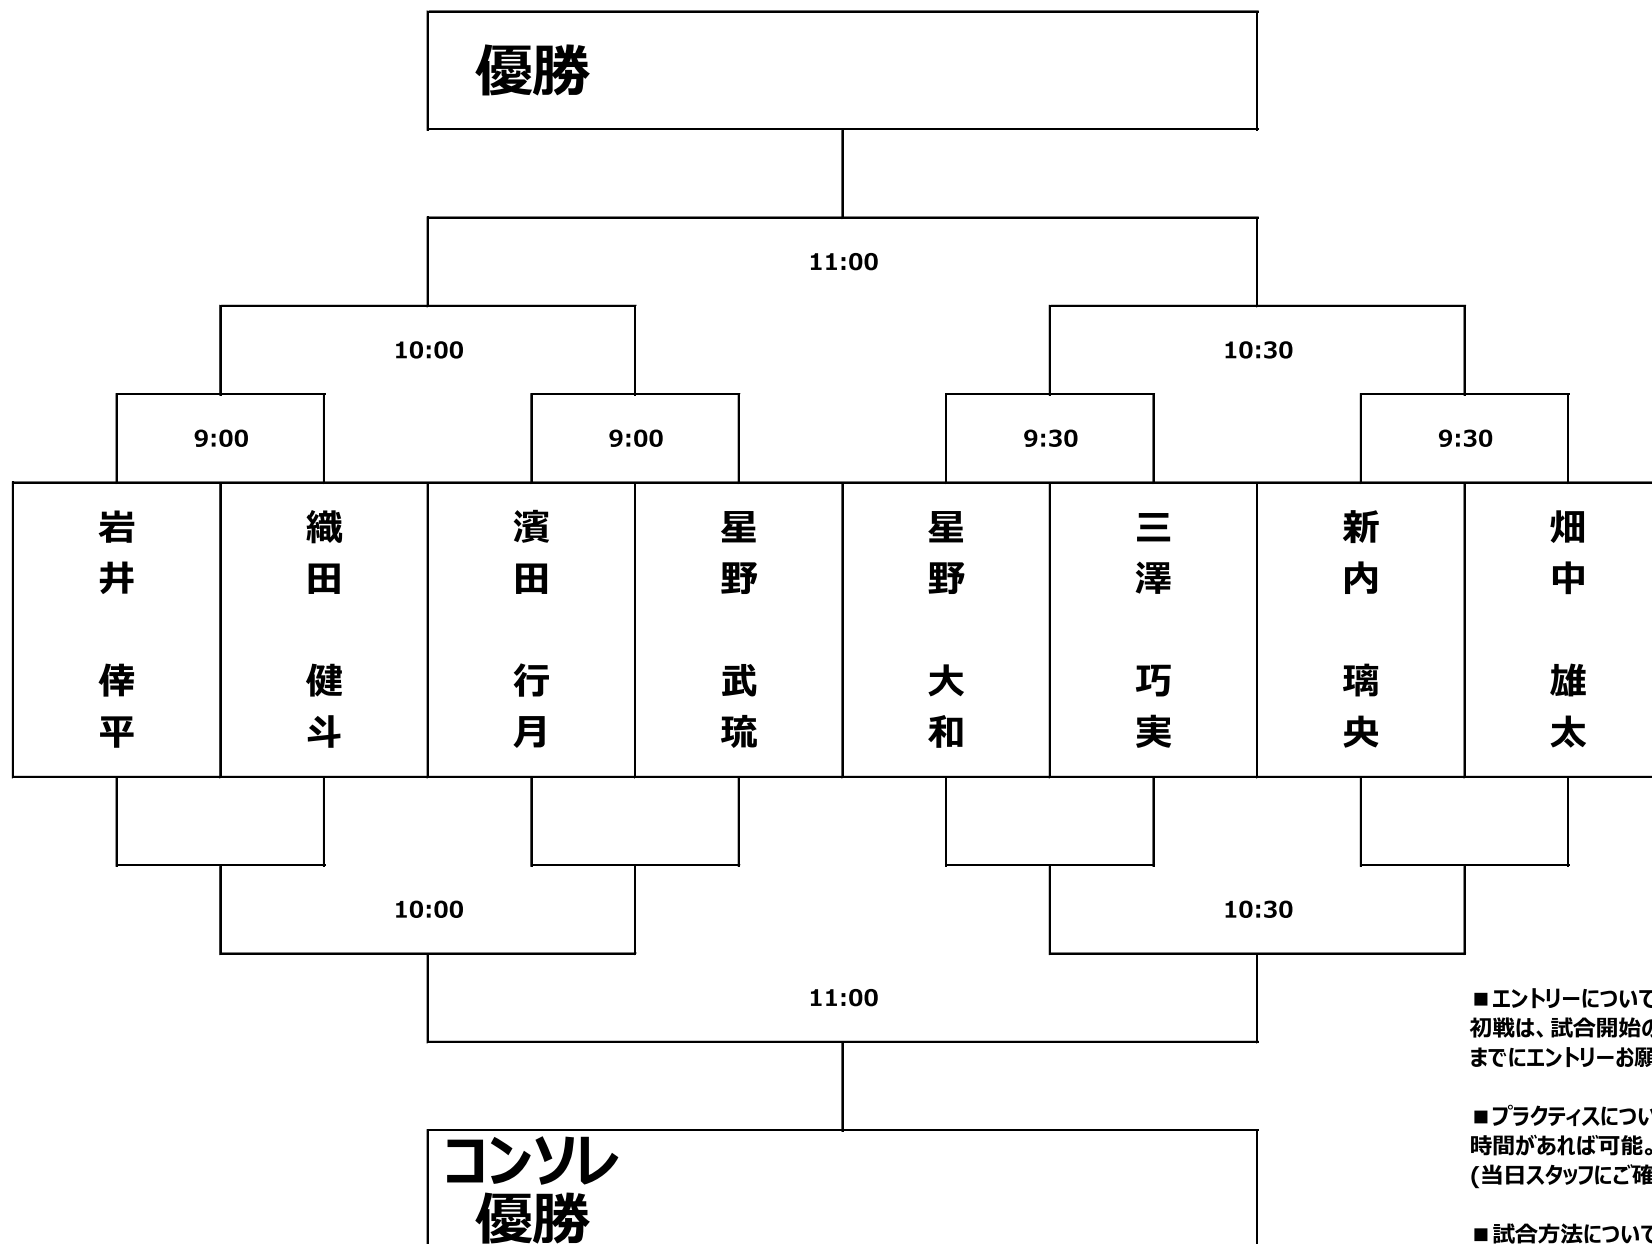 優勝
11:00
10:00
10:30
9:00
9:00
9:30
9:30
岩井 倖平
織田 健斗
濱田 行月
星野 武琉
星野 大和
三澤 巧実
新内 璃央
畑中 雄太
10:00
10:30
11:00
■エントリーについて
初戦は、試合開始の
までにエントリーお願
■プラクティスについ
時間があれば可能。
(当日スタッフにご確
■試合方法について
コンソレ
優勝